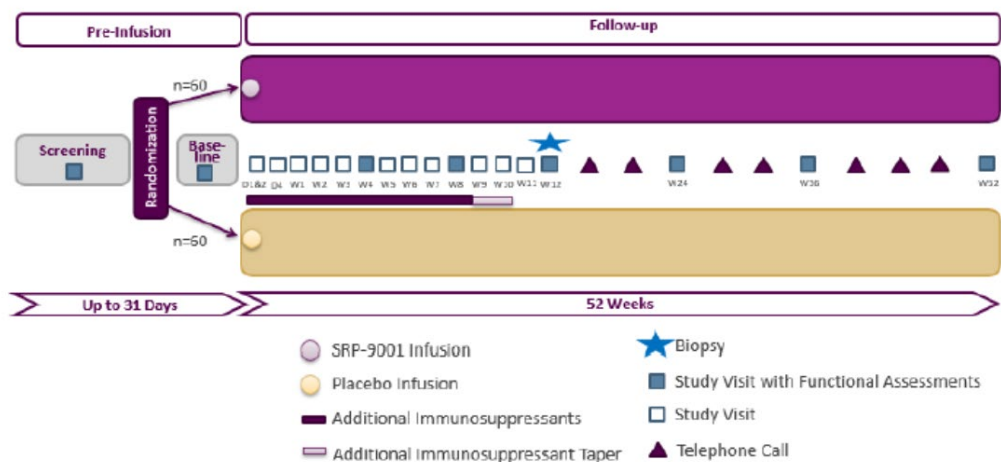 Pre-Infusion
Follow-up
n=60
Screening
Randomization
Base-
line
D1&2 D4 W1 W2 W3 W4 W5 W6 W7 W8 W9 W10 W11 W12 W24 W36 W52
n=60
Up to 31 Days
52 Weeks
SRP-9001 Infusion
Placebo Infusion
Additional Immunosuppressants
Additional Immunosuppressant Taper
Biopsy
Study Visit with Functional Assessments
Study Visit
Telephone Call